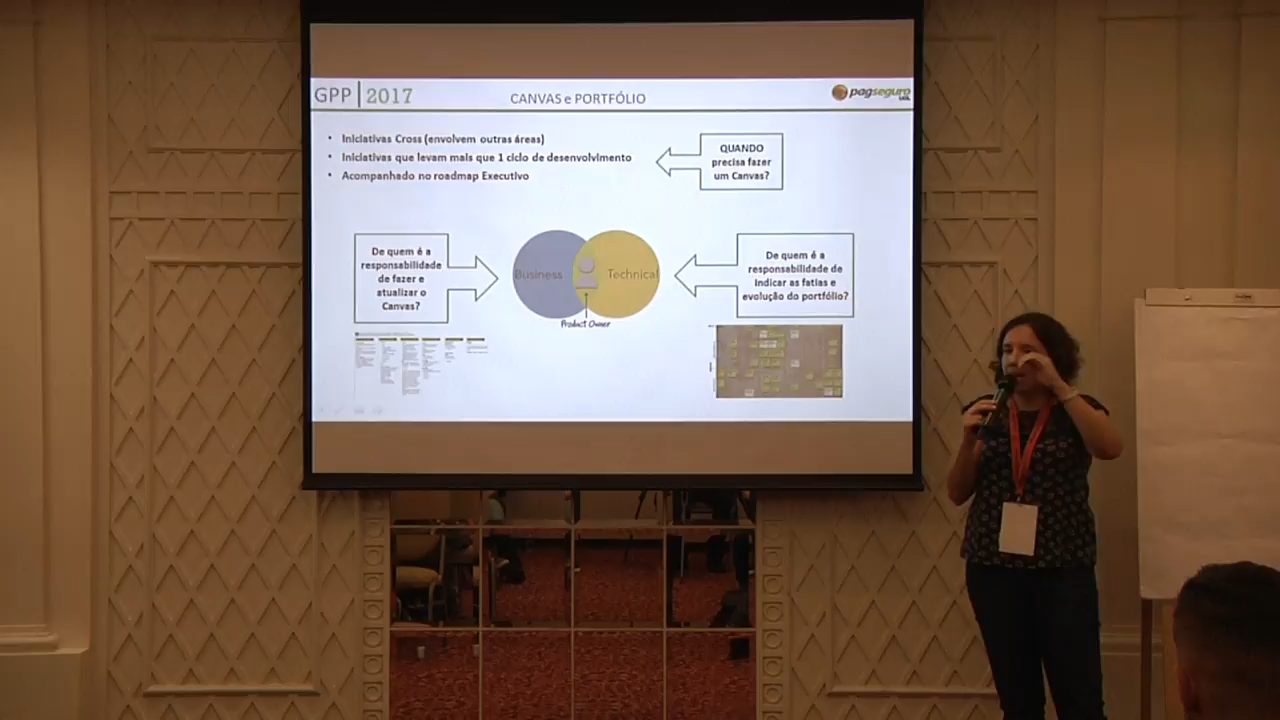 GPP 2017
CANVAS e PORTFÓLIO
pagseguro
UOL
• Iniciativas Cross (envolvem outras áreas)
• Iniciativas que levam mais que 1 ciclo de desenvolvimento
• Acompanhado no roadmap Executivo
QUANDO
precisa fazer
um Canvas?
De quem é a
responsabilidade
de fazer e
atualizar o
Canvas?
Business
Technical
Product Owner
De quem é a
responsabilidade de
indicar as fatias e
evolução do portfólio?